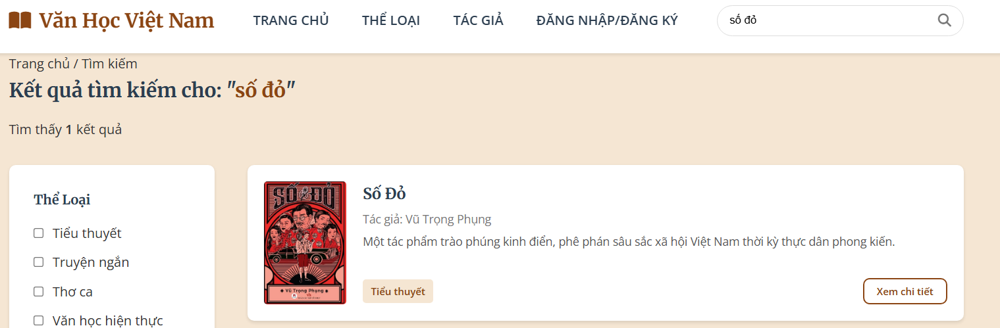 Văn Học Việt Nam
TRANG CHỦ
THỂ LOẠI
TÁC GIẢ
ĐĂNG NHẬP/ĐĂNG KÝ
số đỏ
Trang chủ / Tìm kiếm
Kết quả tìm kiếm cho: "số đỏ"
Tìm thấy 1 kết quả
Thể Loại
Tiểu thuyết
Truyện ngắn
Thơ ca
Văn học hiện thực
SỐ ĐỎ
Vũ Trọng Phụng
Số Đỏ
Tác giả: Vũ Trọng Phụng
Một tác phẩm trào phúng kinh điển, phê phán sâu sắc xã hội Việt Nam thời kỳ thực dân phong kiến.
Tiểu thuyết
Xem chi tiết